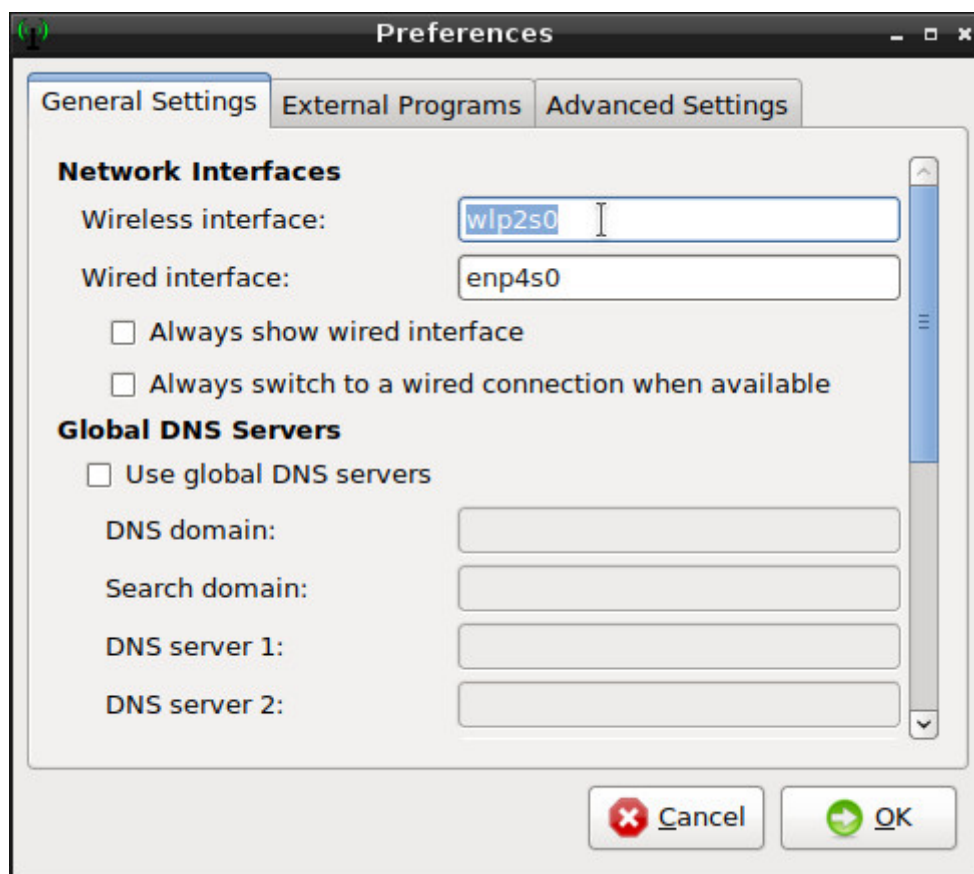 Preferences
General Settings External Programs Advanced Settings
Network Interfaces
Wireless interface: wlp2s0
Wired interface: enp4s0
Always show wired interface
Always switch to a wired connection when available
Global DNS Servers
Use global DNS servers
DNS domain:
Search domain:
DNS server 1:
DNS server 2:
Cancel OK